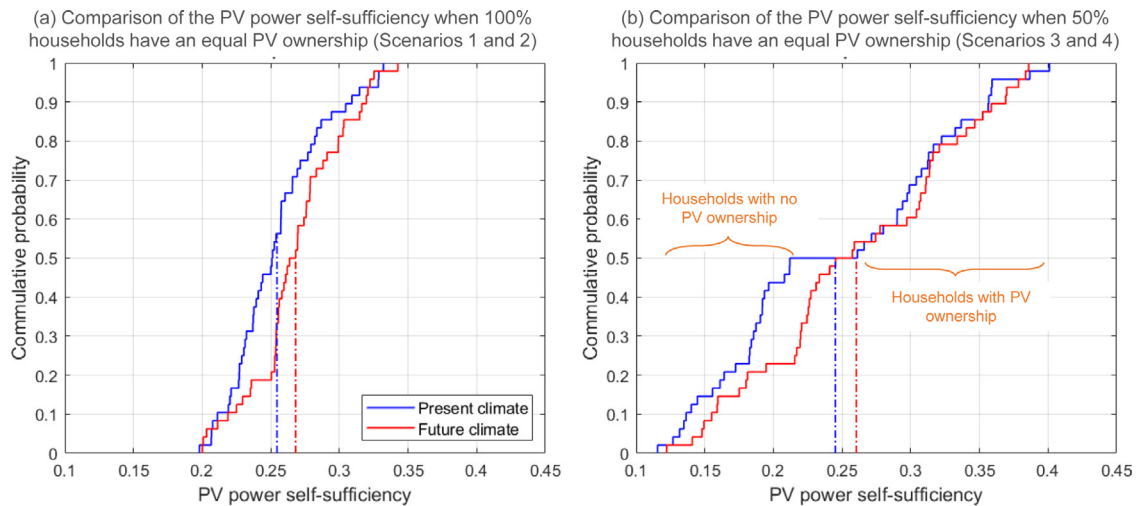 (a) Comparison of the PV power self-sufficiency when 100%
households have an equal PV ownership (Scenarios 1 and 2)
1
0.9
0.8
0.7
0.6
0.5
0.4
0.3
0.2
0.1
0
Commulative probability
0.1
0.15
0.2
0.25
0.3
0.35
0.4
0.45
PV power self-sufficiency
Present climate
Future climate
(b) Comparison of the PV power self-sufficiency when 50%
households have an equal PV ownership (Scenarios 3 and 4)
1
0.9
0.8
0.7
0.6
0.5
0.4
0.3
0.2
0.1
0
Commulative probability
Households with no
PV ownership
Households with PV
ownership
0.1
0.15
0.2
0.25
0.3
0.35
0.4
0.45
PV power self-sufficiency